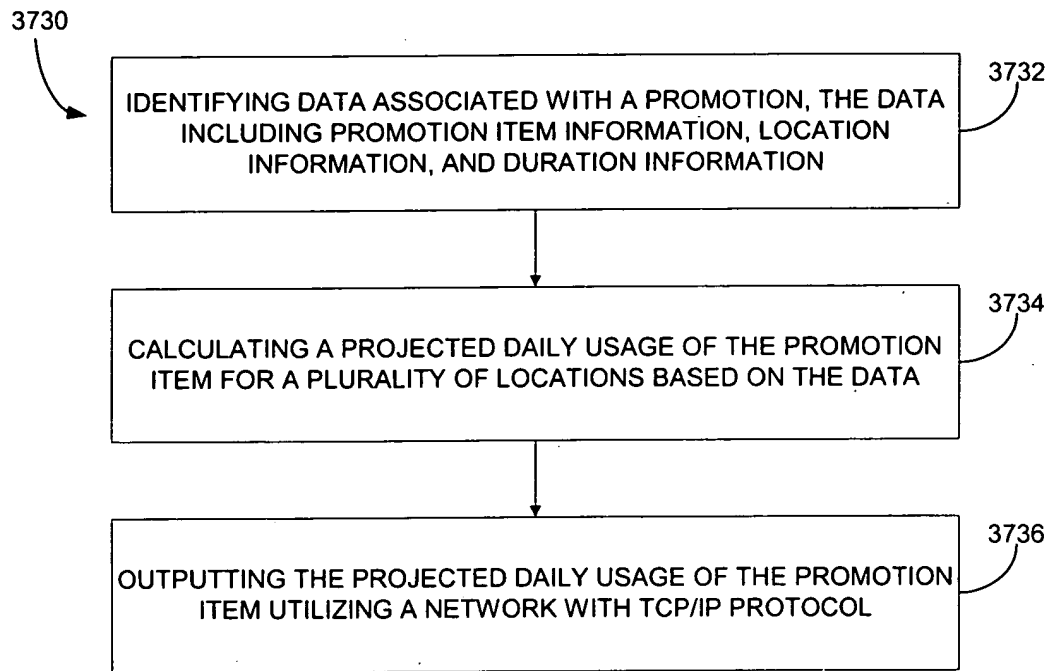 3730
3732
IDENTIFYING DATA ASSOCIATED WITH A PROMOTION, THE DATA
INCLUDING PROMOTION ITEM INFORMATION, LOCATION
INFORMATION, AND DURATION INFORMATION
3734
CALCULATING A PROJECTED DAILY USAGE OF THE PROMOTION
ITEM FOR A PLURALITY OF LOCATIONS BASED ON THE DATA
3736
OUTPUTTING THE PROJECTED DAILY USAGE OF THE PROMOTION
ITEM UTILIZING A NETWORK WITH TCP/IP PROTOCOL